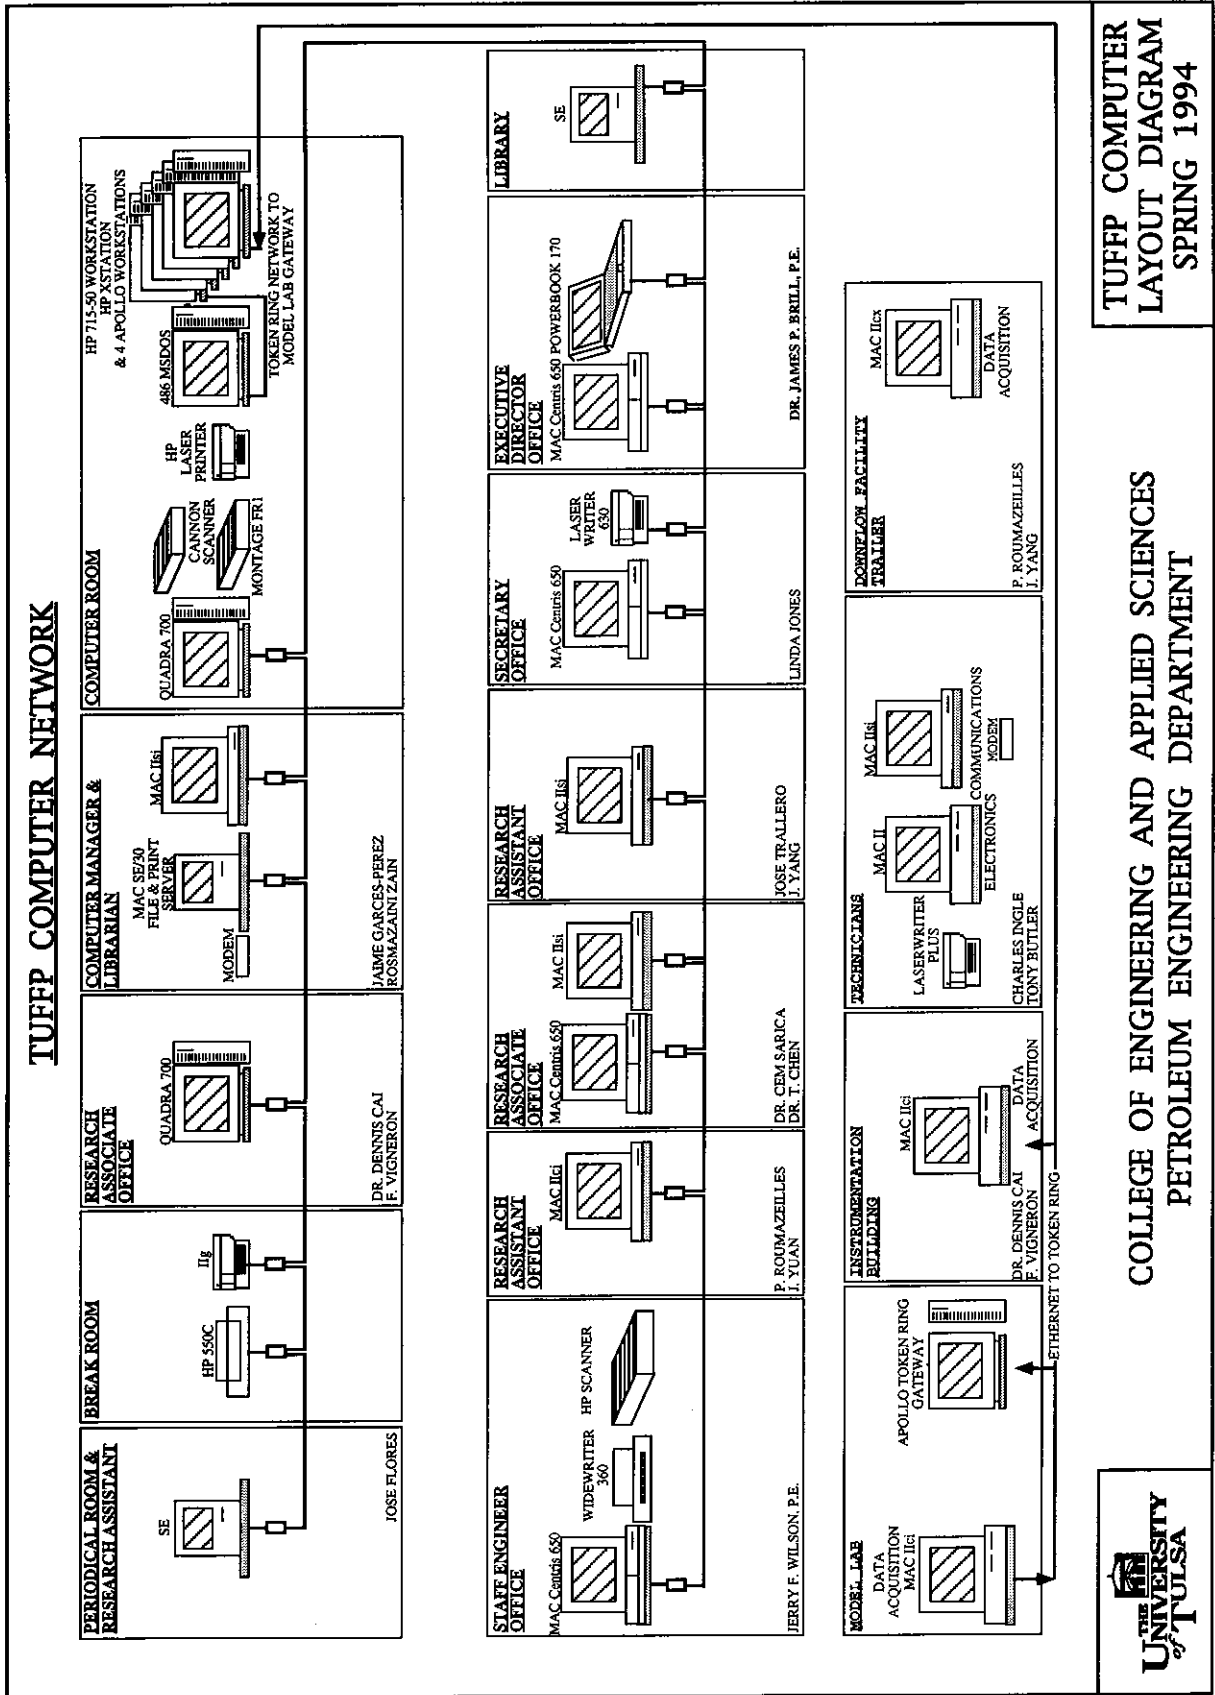 TUFFP COMPUTER NETWORK
PERIODICAL ROOM &
RESEARCH ASSISTANT
SE
JOSE FLORES
BREAK ROOM
HP 550C
IIg
RESEARCH
ASSOCIATE
OFFICE
QUADRA 700
DR. DENNIS CAI
F. VIGNERON
COMPUTER MANAGER &
LIBRARIAN
MAC SE/30
FILE & PRINT
SERVER
MODEM
MAC IIsi
JAIME GARCES-PEREZ
ROSMAZAINI ZAIN
COMPUTER ROOM
QUADRA 700
CANNON
SCANNER
MONTAGE FR1
HP
LASER
PRINTER
486 MSDOS
HP 715-50 WORKSTATION
HP XSTATION
& 4 APOLLO WORKSTATIONS
TOKEN RING NETWORK TO
MODEL LAB GATEWAY
STAFF ENGINEER
OFFICE
MAC Centris 650
WIDEWRITER
360
HP SCANNER
JERRY F. WILSON, P.E.
RESEARCH
ASSISTANT
OFFICE
MAC IIci
P. ROUMAZEILLES
J. YUAN
RESEARCH
ASSOCIATE
OFFICE
MAC Centris 650
MAC IIsi
DR. CEM SARICA
DR. T. CHEN
RESEARCH
ASSISTANT
OFFICE
MAC IIsi
JOSE TRALLERO
J. YANG
SECRETARY
OFFICE
MAC Centris 650
LASER
WRITER
630
LINDA JONES
EXECUTIVE
DIRECTOR
OFFICE
MAC Centris 650 POWERBOOK 170
DR. JAMES P. BRILL, P.E.
LIBRARY
SE
MODEL LAB
DATA
ACQUISITION
MAC IIci
APOLLO TOKEN RING
GATEWAY
ETHERNET TO TOKEN RING
INSTRUMENTATION
BUILDING
MAC IIci
DATA
ACQUISITION
DR. DENNIS CAI
F. VIGNERON
TECHNICIANS
LASERWRITER
PLUS
MAC II
ELECTRONICS
MAC IIsi
COMMUNICATIONS
MODEM
CHARLES INGLE
TONY BUTLER
DOWNFLOW FACILITY
TRAILER
MAC IIcx
DATA
ACQUISITION
P. ROUMAZEILLES
J. YANG
THE
UNIVERSITY
of TULSA
COLLEGE OF ENGINEERING AND APPLIED SCIENCES
PETROLEUM ENGINEERING DEPARTMENT
TUFFP COMPUTER
LAYOUT DIAGRAM
SPRING 1994